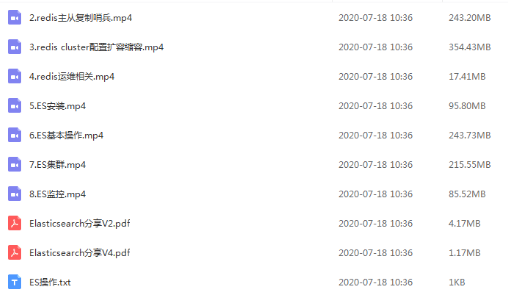 2.redis主从复制哨兵.mp4 2020-07-18 10:36 243.20MB
3.redis cluster配置扩容缩容.mp4 2020-07-18 10:36 354.43MB
4.redis运维相关.mp4 2020-07-18 10:36 17.41MB
5.ES安装.mp4 2020-07-18 10:36 95.80MB
6.ES基本操作.mp4 2020-07-18 10:36 243.73MB
7.ES集群.mp4 2020-07-18 10:36 215.55MB
8.ES监控.mp4 2020-07-18 10:36 85.52MB
Elasticsearch分享V2.pdf 2020-07-18 10:36 4.17MB
Elasticsearch分享V4.pdf 2020-07-18 10:36 1.17MB
ES操作.txt 2020-07-18 10:36 1KB